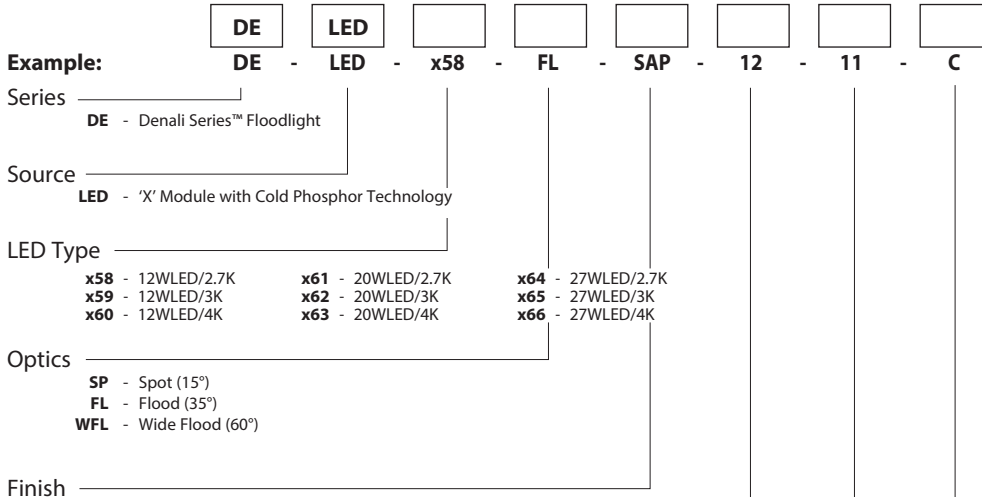 DE LED
Example: DE - LED - x58 - FL - SAP - 12 - 11 - C
Series
DE - Denali Series™ Floodlight
Source
LED - 'X' Module with Cold Phosphor Technology
LED Type
x58 - 12WLED/2.7K x61 - 20WLED/2.7K x64 - 27WLED/2.7K
x59 - 12WLED/3K x62 - 20WLED/3K x65 - 27WLED/3K
x60 - 12WLED/4K x63 - 20WLED/4K x66 - 27WLED/4K
Optics
SP - Spot (15°)
FL - Flood (35°)
WFL - Wide Flood (60°)
Finish